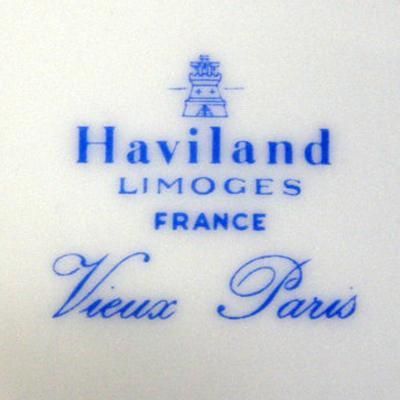 Haviland
LIMOGES
FRANCE
Vieux Paris